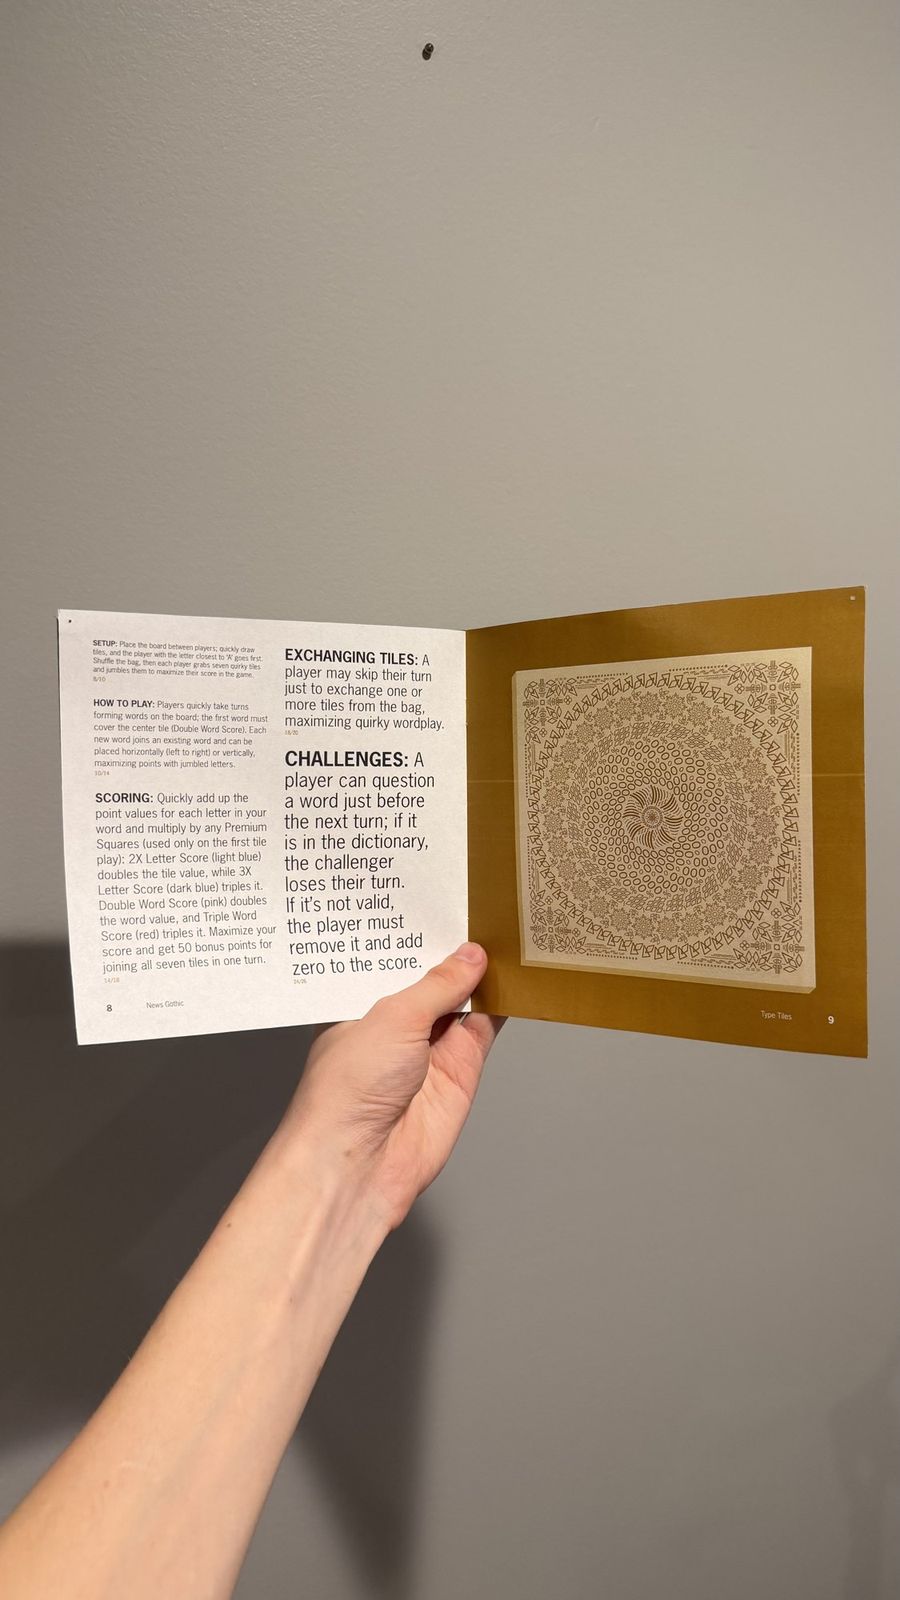 SETUP: Place the board between players; quickly draw
tiles, and the player with the letter closest to 'A' goes first.
Shuffle the bag, then each player grabs seven quirky tiles
and jumbles them to maximize their score in the game.
8/10
HOW TO PLAY: Players quickly take turns
forming words on the board; the first word must
cover the center tile (Double Word Score). Each
new word joins an existing word and can be
placed horizontally (left to right) or vertically,
maximizing points with jumbled letters.
10/14
SCORING: Quickly add up the
point values for each letter in your
word and multiply by any Premium
Squares (used only on the first tile
play): 2X Letter Score (light blue)
doubles the tile value, while 3X
Letter Score (dark blue) triples it.
Double Word Score (pink) doubles
the word value, and Triple Word
Score (red) triples it. Maximize your
score and get 50 bonus points for
joining all seven tiles in one turn.
14/18
EXCHANGING TILES: A
player may skip their turn
just to exchange one or
more tiles from the bag,
maximizing quirky wordplay.
18/20
CHALLENGES: A
player can question
a word just before
the next turn; if it
is in the dictionary,
the challenger
loses their turn.
If it's not valid,
the player must
remove it and add
zero to the score.
24/26
8 News Gothic
Type Tiles 9